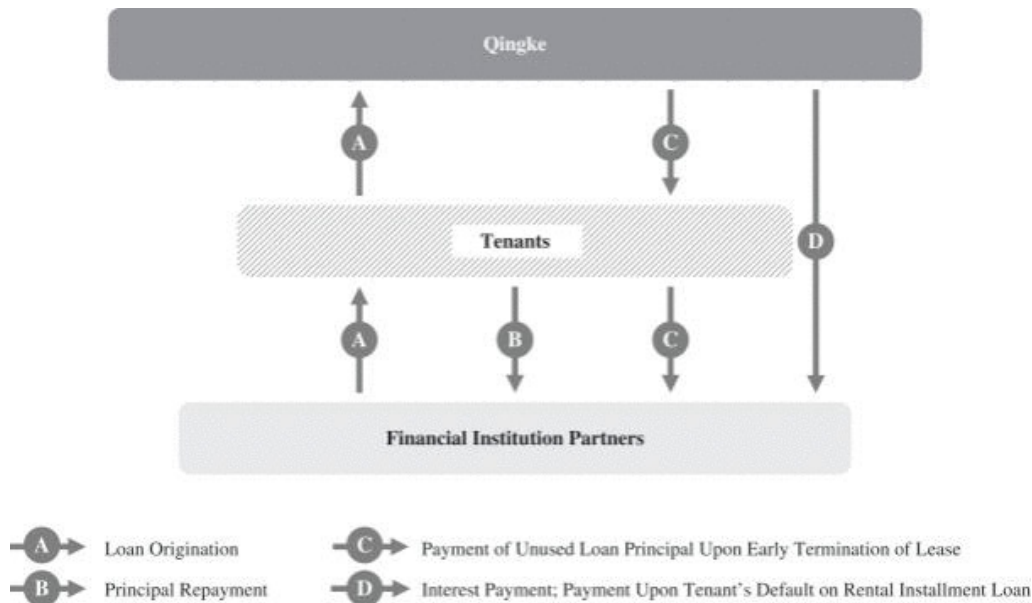 Qingke
A
C
Tenants
D
A
B
C
Financial Institution Partners
A Loan Origination
C Payment of Unused Loan Principal Upon Early Termination of Lease
B Principal Repayment
D Interest Payment; Payment Upon Tenant's Default on Rental Installment Loan